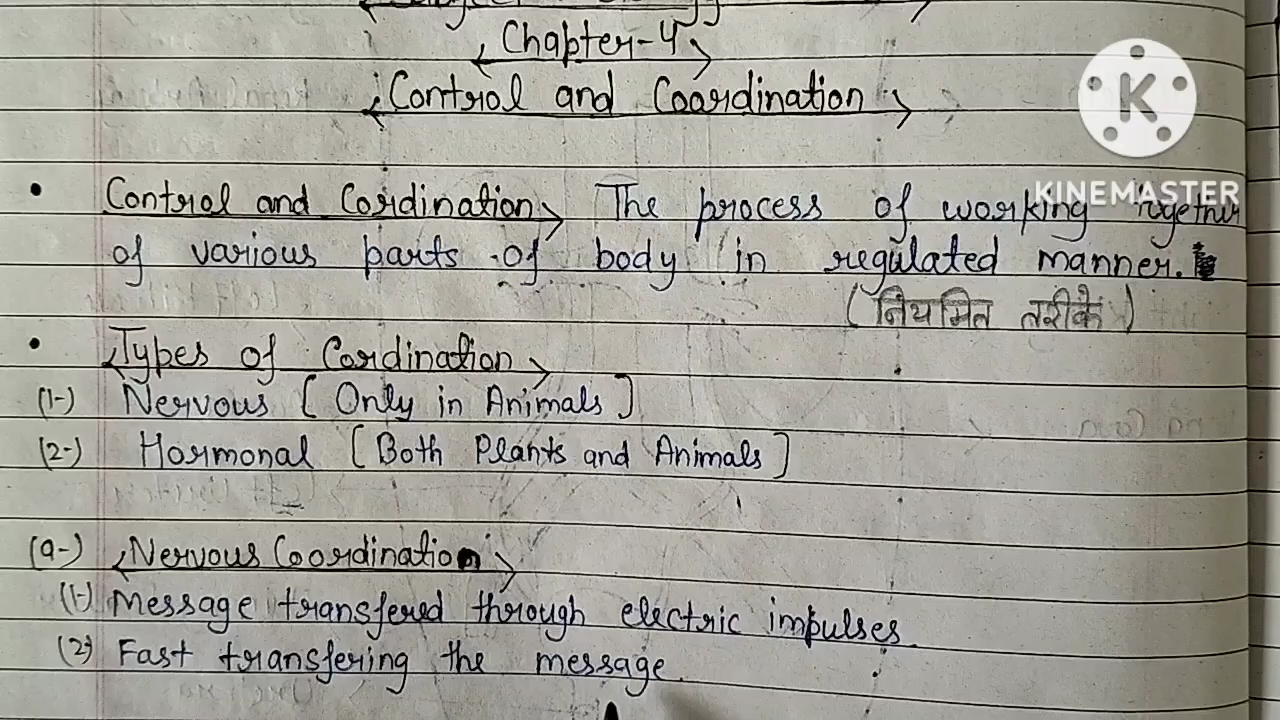 Chapter-4
Control and Coordination
K
KINEMASTER
• Control and Cordination The process of working together
of various parts of body in regulated manner.
(नियमित तरीके)
• Types of Cordination
(1-) Nervous [Only in Animals]
(2-) Hormonal [Both Plants and Animals]
(a-) Nervous Coordination
(1-) Message transfered through electric impulses.
(2-) Fast transfering the message.